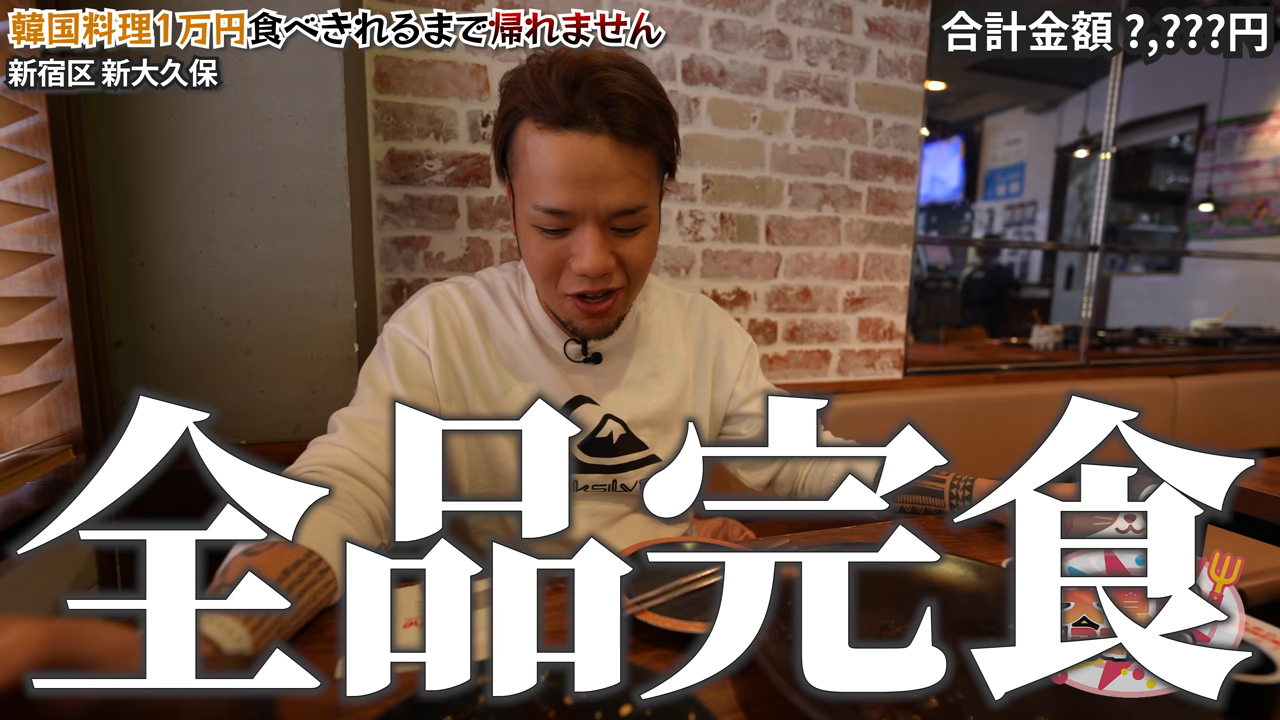 韓国料理1万円食べきれるまで帰れません
合計金額 ?,???円
新宿区 新大久保
全品完食